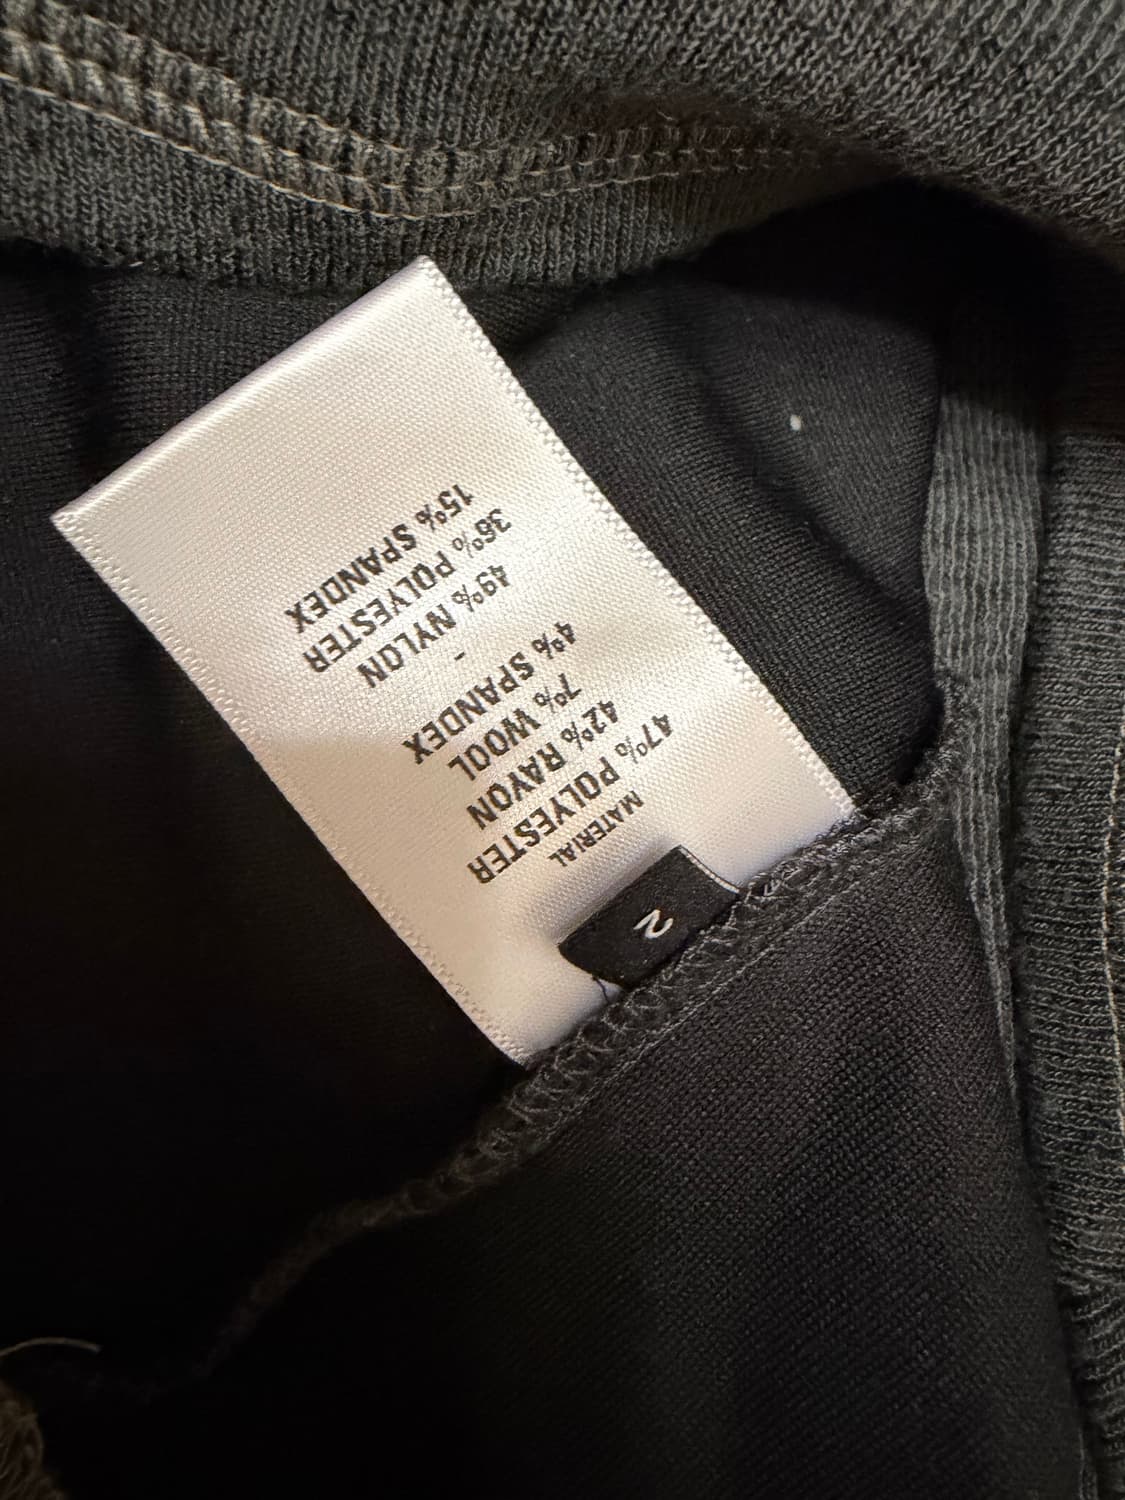 2
MATERIAL
47% POLYESTER
42% RAYON
7% WOOL
4% SPANDEX
-
49% NYLON
36% POLYESTER
15% SPANDEX